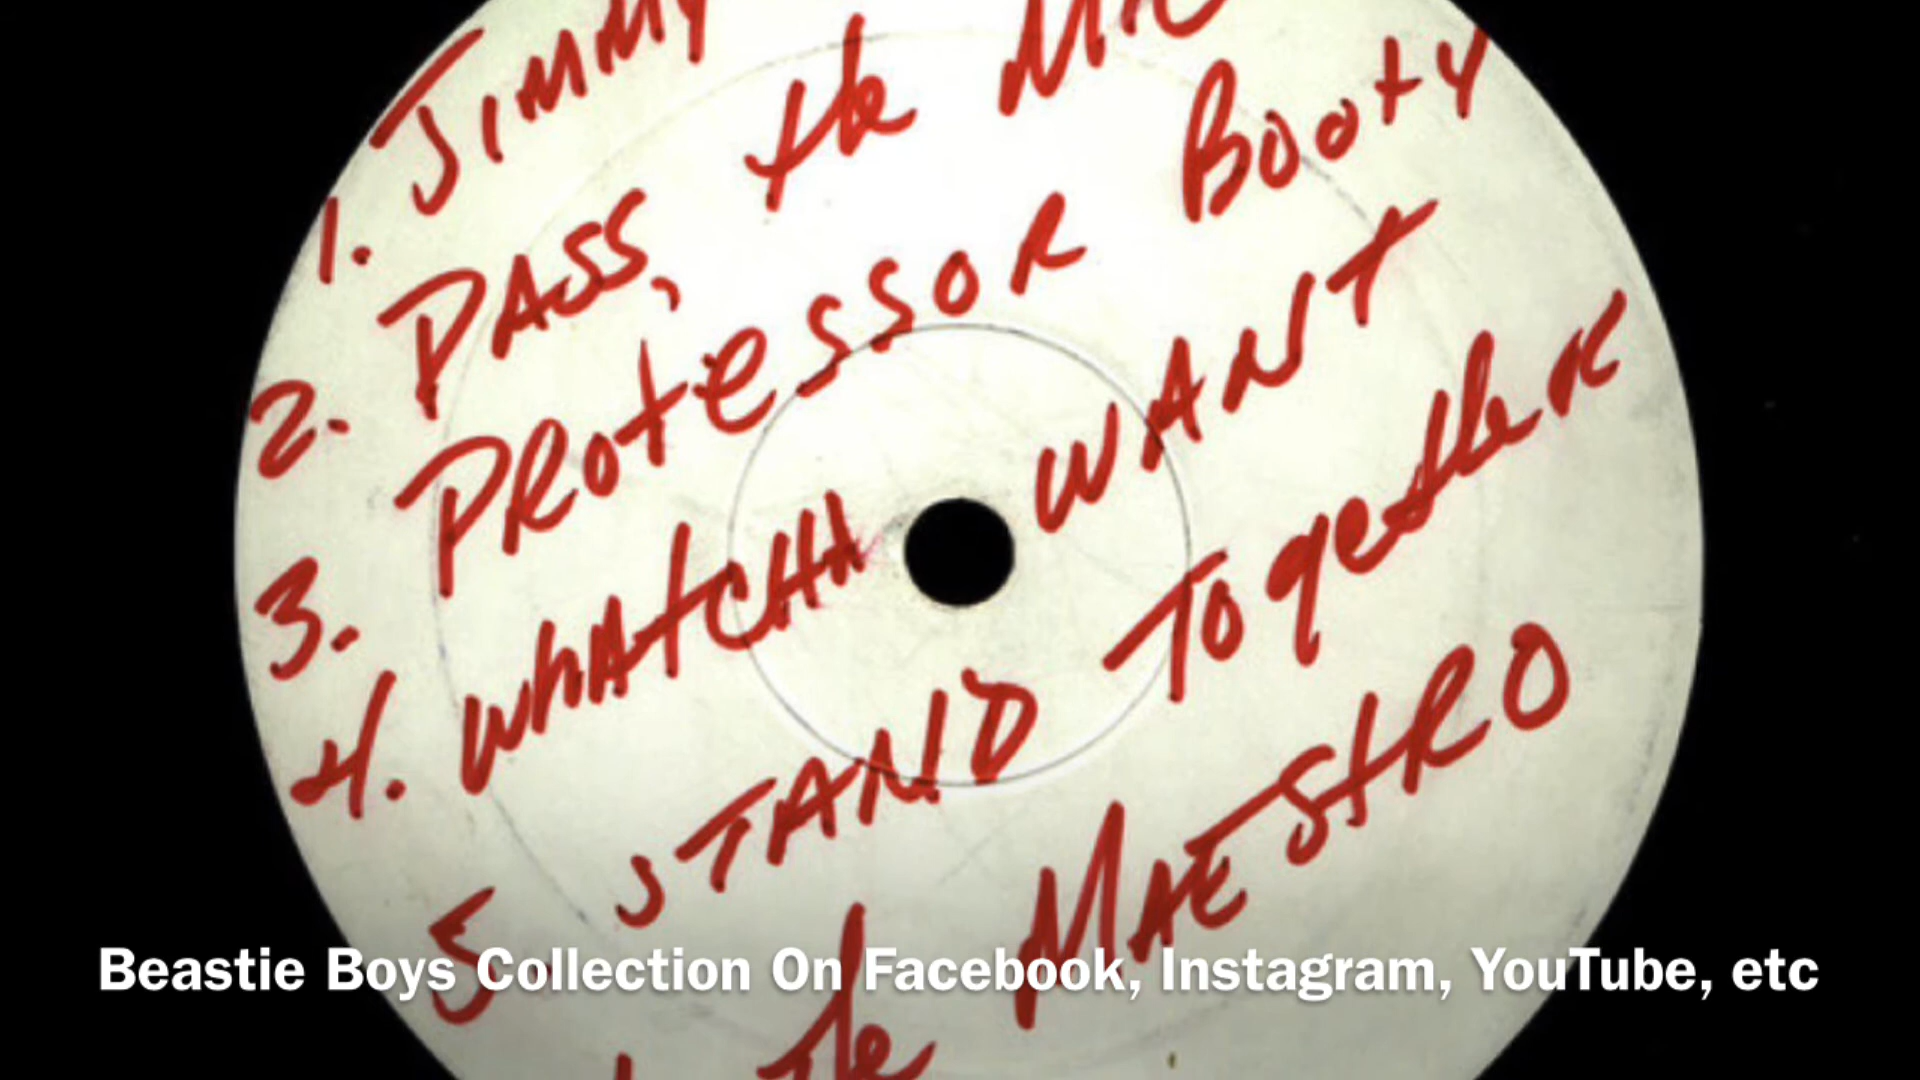 1. JIMMY
2. PASS, the MIC
3. PROfESSOR BOOtY
4. WhAtCHA WANT
5 STAND TOgetheR
the MAEStRO
Beastie Boys Collection On Facebook, Instagram, YouTube, etc